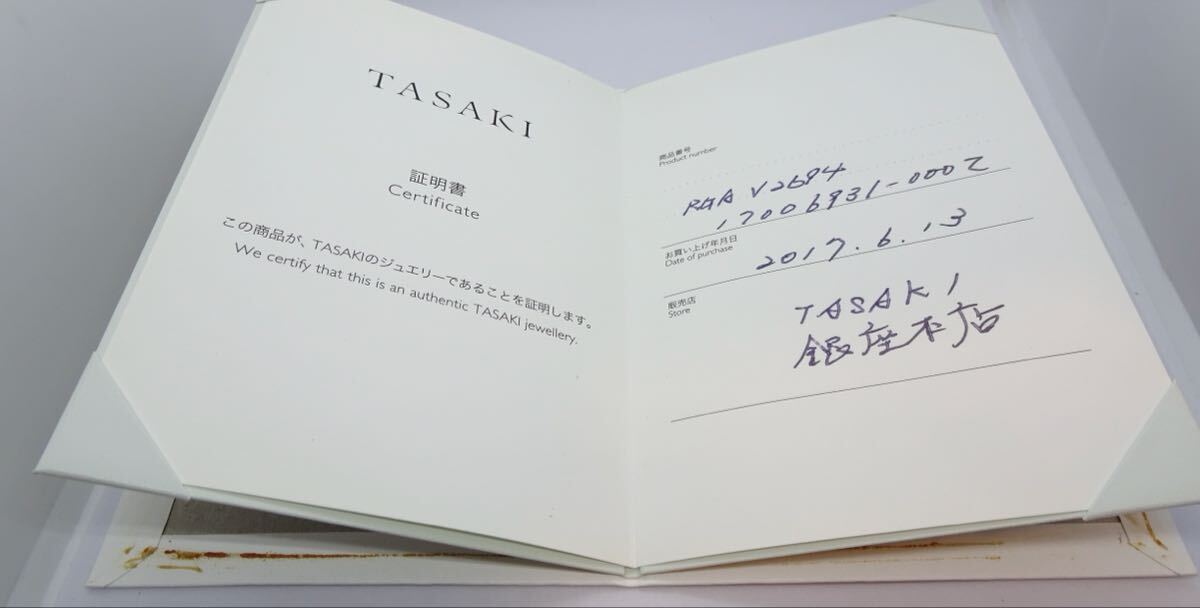 TASAKI
証明書
Certificate
この商品が、TASAKIのジュエリーであることを証明します。
We certify that this is an authentic TASAKI jewellery.
商品番号
Product number
RGA V2694
17006931-0002
お買い上げ年月日
Date of purchase
2017.6.13
販売店
Store
TASAKI
銀座本店